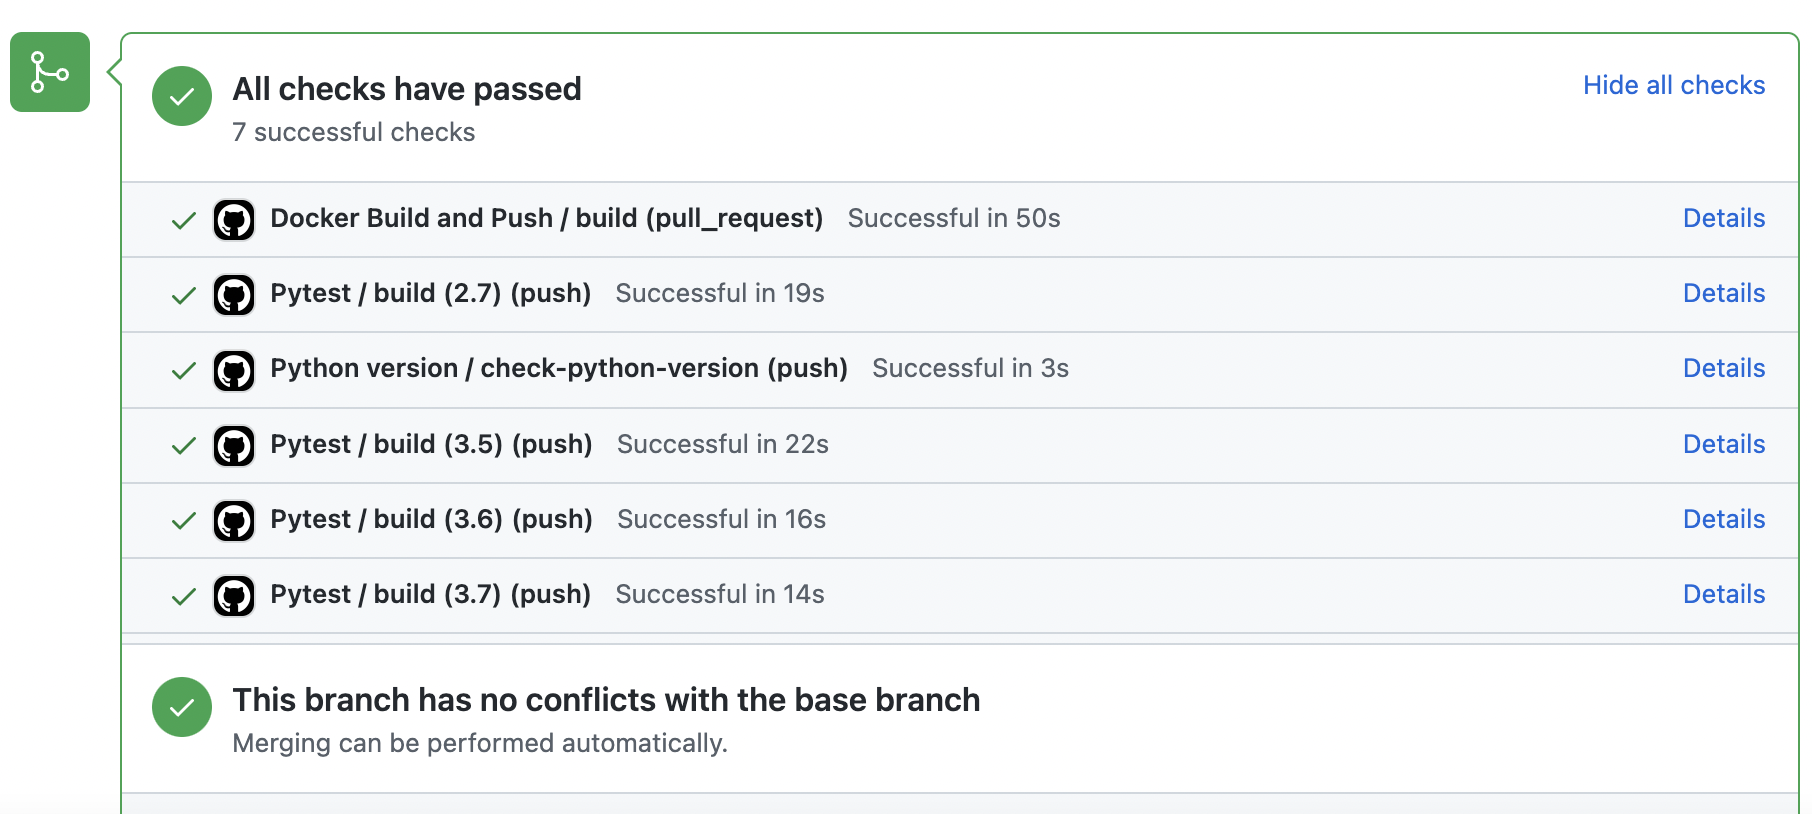 All checks have passed
Hide all checks
7 successful checks
Docker Build and Push / build (pull_request) Successful in 50s Details
Pytest / build (2.7) (push) Successful in 19s Details
Python version / check-python-version (push) Successful in 3s Details
Pytest / build (3.5) (push) Successful in 22s Details
Pytest / build (3.6) (push) Successful in 16s Details
Pytest / build (3.7) (push) Successful in 14s Details
This branch has no conflicts with the base branch
Merging can be performed automatically.